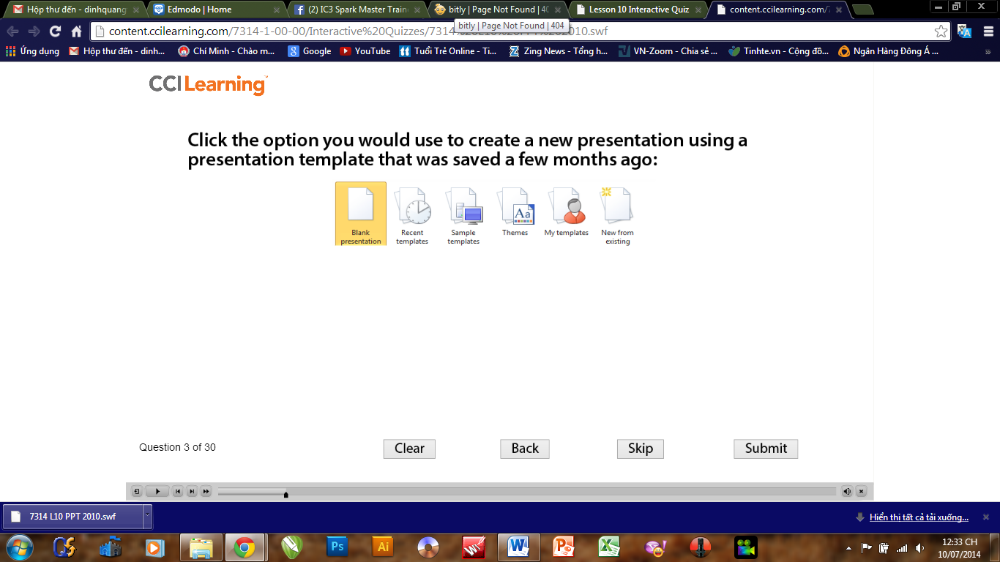 Hộp thư đến - dinhquang
Edmodo | Home
(2) IC3 Spark Master Train
bitly | Page Not Found | 40
Lesson 10 Interactive Quiz
content.ccilearning.com/7
content.ccilearning.com/7314-1-00-00/Interactive%20Quizzes/7314%
2010.swf
bitly | Page Not Found | 404
Ứng dụng
Hộp thư đến - dinh...
Chí Minh - Chào m...
Google
YouTube
Tuổi Trẻ Online - Ti...
Zing News - Tổng h...
VN-Zoom - Chia sẻ ...
Tinhte.vn - Cộng đồ...
Ngân Hàng Đông Á ...
CCI Learning
Click the option you would use to create a new presentation using a
presentation template that was saved a few months ago:
Blank
presentation
Recent
templates
Sample
templates
Themes
My templates
New from
existing
Question 3 of 30
Clear
Back
Skip
Submit
7314 L10 PPT 2010.swf
Hiển thị tất cả tải xuống...
12:33 CH
10/07/2014